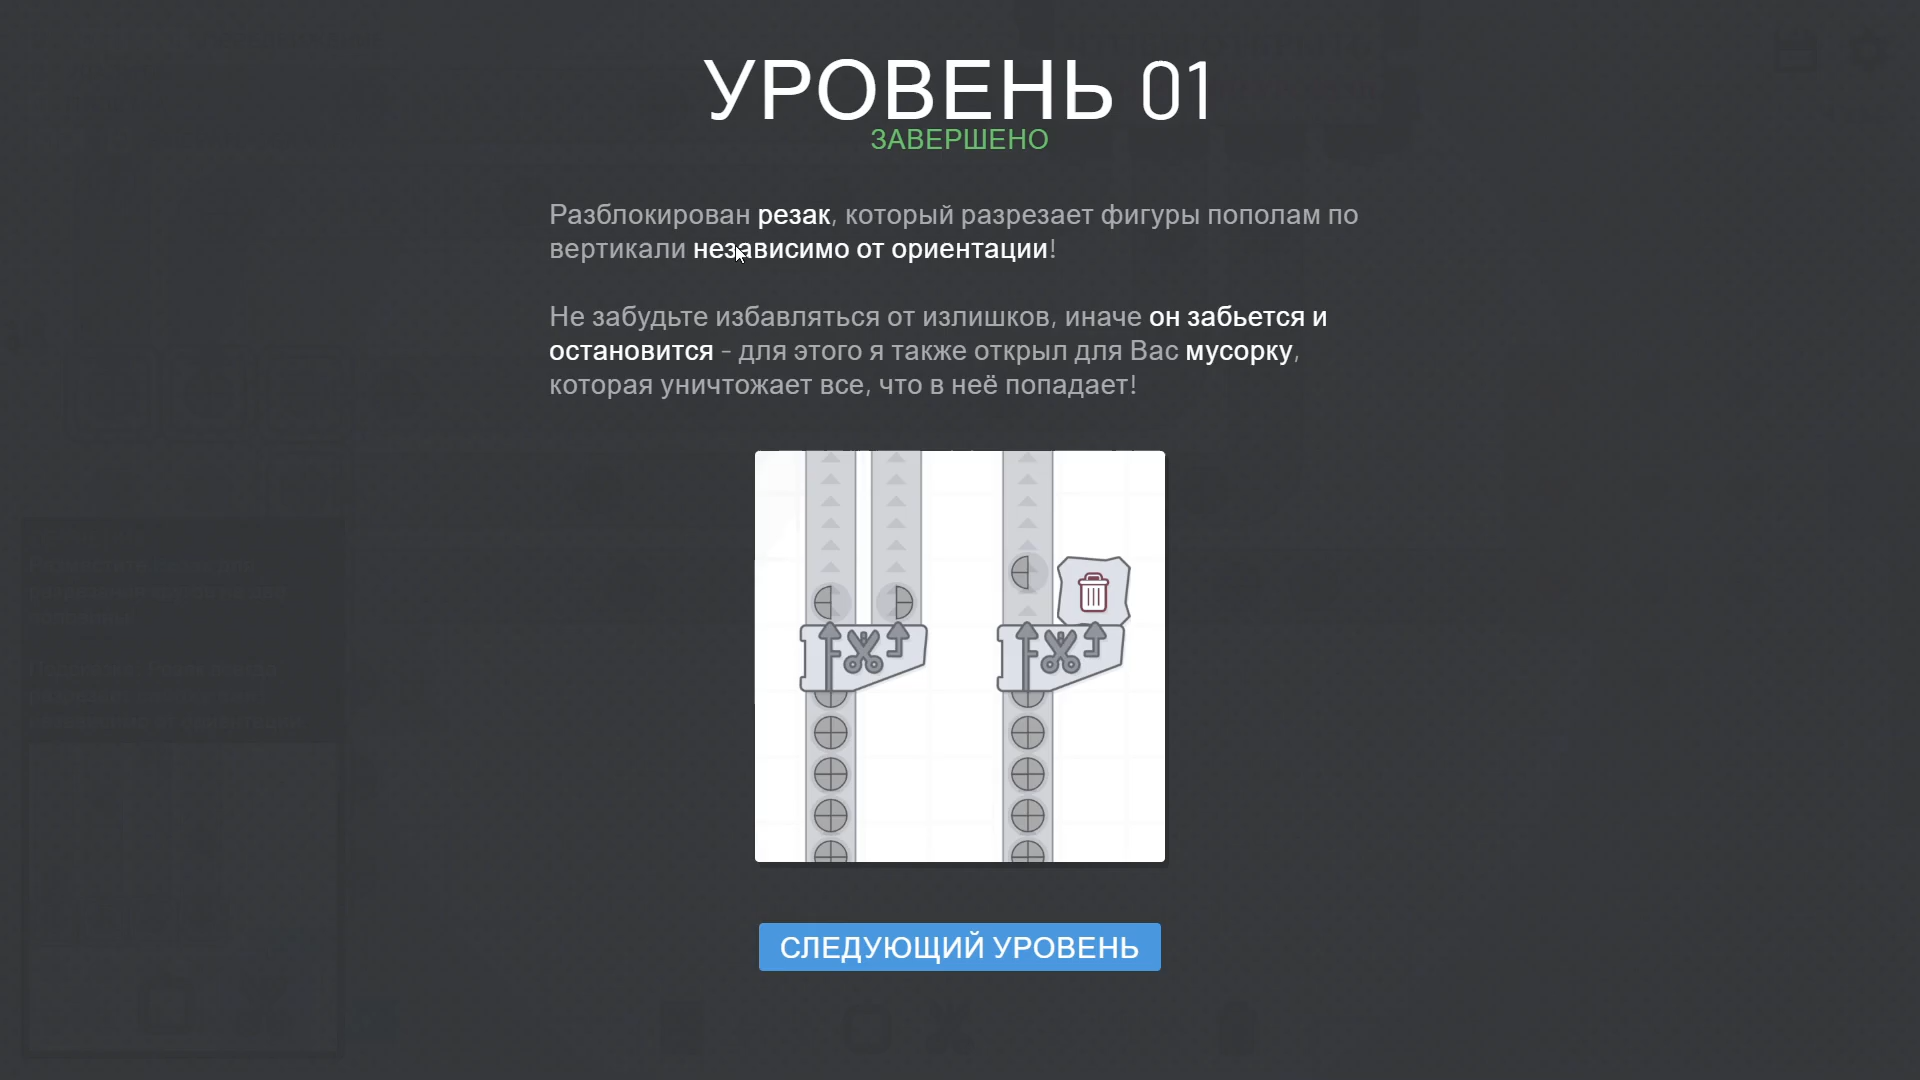 УРОВЕНЬ 01
ЗАВЕРШЕНО
Разблокирован резак, который разрезает фигуры пополам по
вертикали независимо от ориентации!
Не забудьте избавляться от излишков, иначе он забьется и
остановится - для этого я также открыл для Вас мусорку,
которая уничтожает все, что в неё попадает!
СЛЕДУЮЩИЙ УРОВЕНЬ